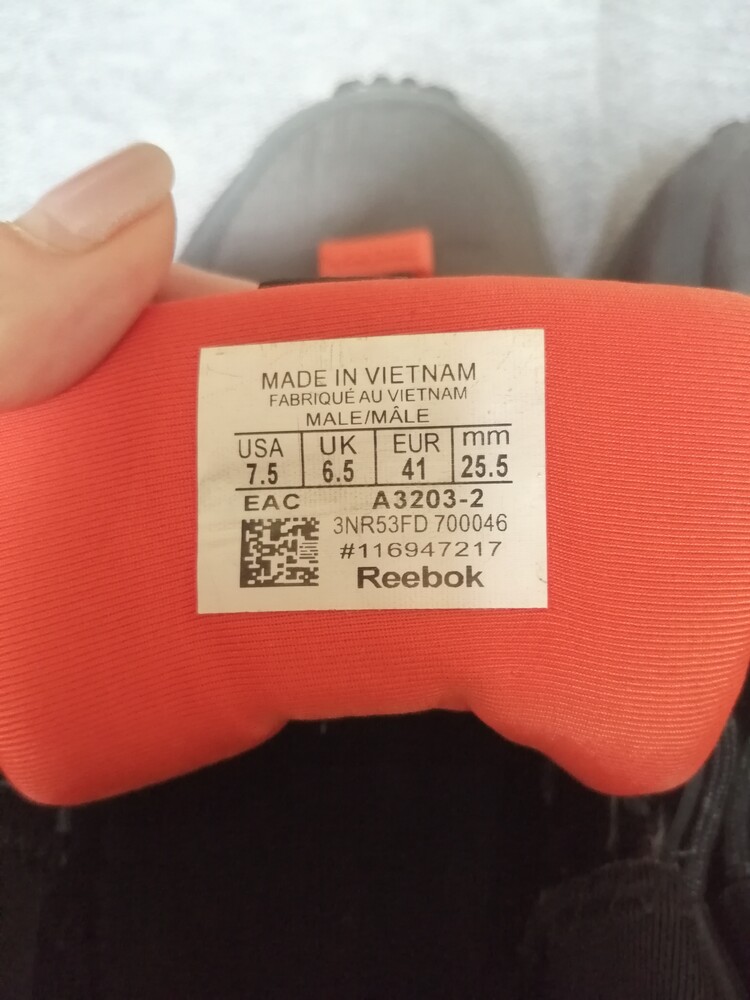 MADE IN VIETNAM
FABRIQUÉ AU VIETNAM
MALE/MÂLE
USA UK EUR mm
7.5 6.5 41 25.5
EAC A3203-2
3NR53FD 700046
#116947217
Reebok